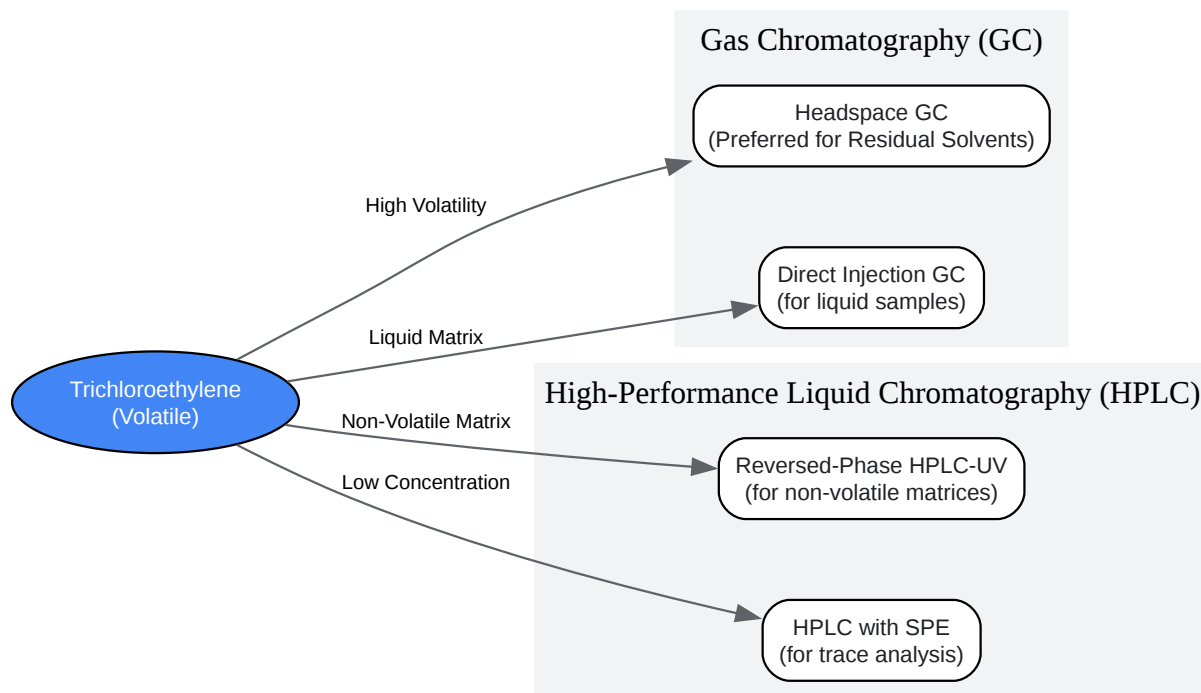 Gas Chromatography (GC)
Headspace GC
(Preferred for Residual Solvents)
High Volatility
Direct Injection GC
(for liquid samples)
Liquid Matrix
Trichloroethylene
(Volatile)
High-Performance Liquid Chromatography (HPLC)
Non-Volatile Matrix
Reversed-Phase HPLC-UV
(for non-volatile matrices)
Low Concentration
HPLC with SPE
(for trace analysis)